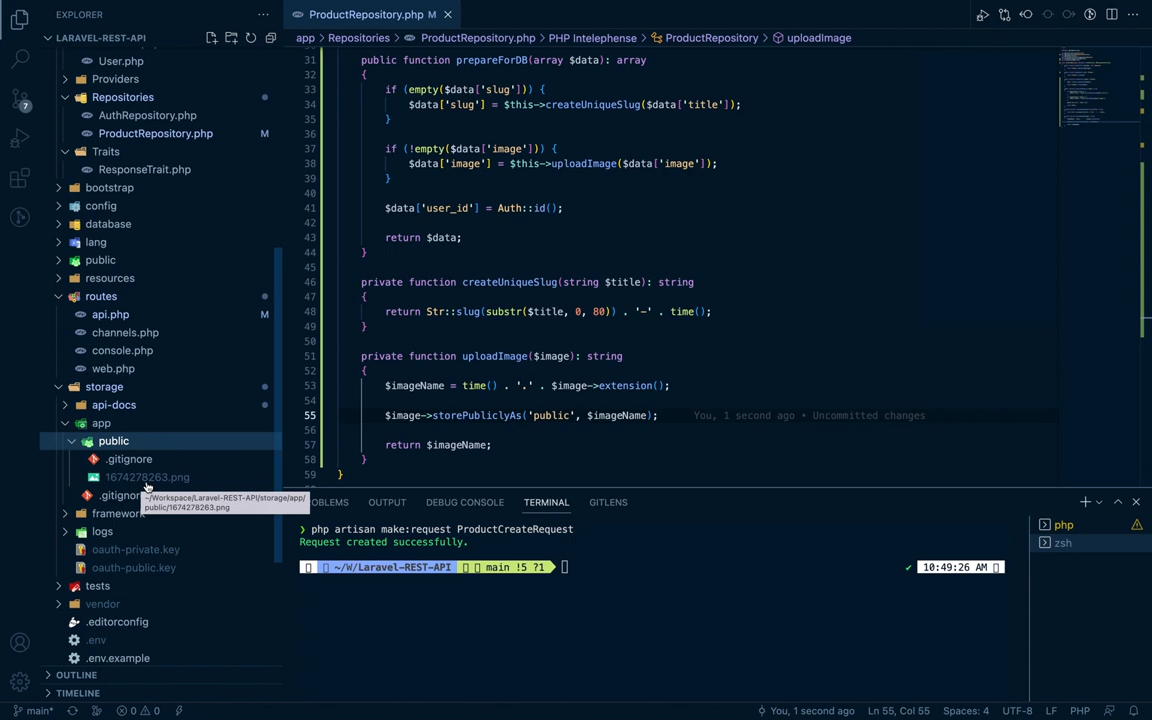 EXPLORER
ProductRepository.php M
LARAVEL-REST-API
app > Repositories > ProductRepository.php > PHP Intelephense > ProductRepository > uploadImage
User.php
Providers
Repositories
AuthRepository.php
ProductRepository.php M
Traits
ResponseTrait.php
bootstrap
config
database
lang
public
resources
routes
api.php M
channels.php
console.php
web.php
storage
api-docs
app
public
.gitignore
1674278263.png
.gitignor
~/Workspace/Laravel-REST-API/storage/app/
public/1674278263.png
framework
logs
oauth-private.key
oauth-public.key
tests
vendor
.editorconfig
.env
.env.example
OUTLINE
TIMELINE
7
31 public function prepareForDB(array $data): array
32 {
33 if (empty($data['slug'])) {
34 $data['slug'] = $this->createUniqueSlug($data['title']);
35 }
36
37 if (!empty($data['image'])) {
38 $data['image'] = $this->uploadImage($data['image']);
39 }
40
41 $data['user_id'] = Auth::id();
42
43 return $data;
44 }
45
46 private function createUniqueSlug(string $title): string
47 {
48 return Str::slug(substr($title, 0, 80)) . '-' . time();
49 }
50
51 private function uploadImage($image): string
52 {
53 $imageName = time() . '.' . $image->extension();
54
55 $image->storePubliclyAs('public', $imageName); You, 1 second ago • Uncommitted changes
56
57 return $imageName;
58 }
59 }
ROBLEMS OUTPUT DEBUG CONSOLE TERMINAL GITLENS
❯ php artisan make:request ProductCreateRequest
Request created successfully.
~/W/Laravel-REST-API main !5 ?1 ✔ 10:49:26 AM
php
zsh
main* 0 0 You, 1 second ago Ln 55, Col 55 Spaces: 4 UTF-8 LF PHP